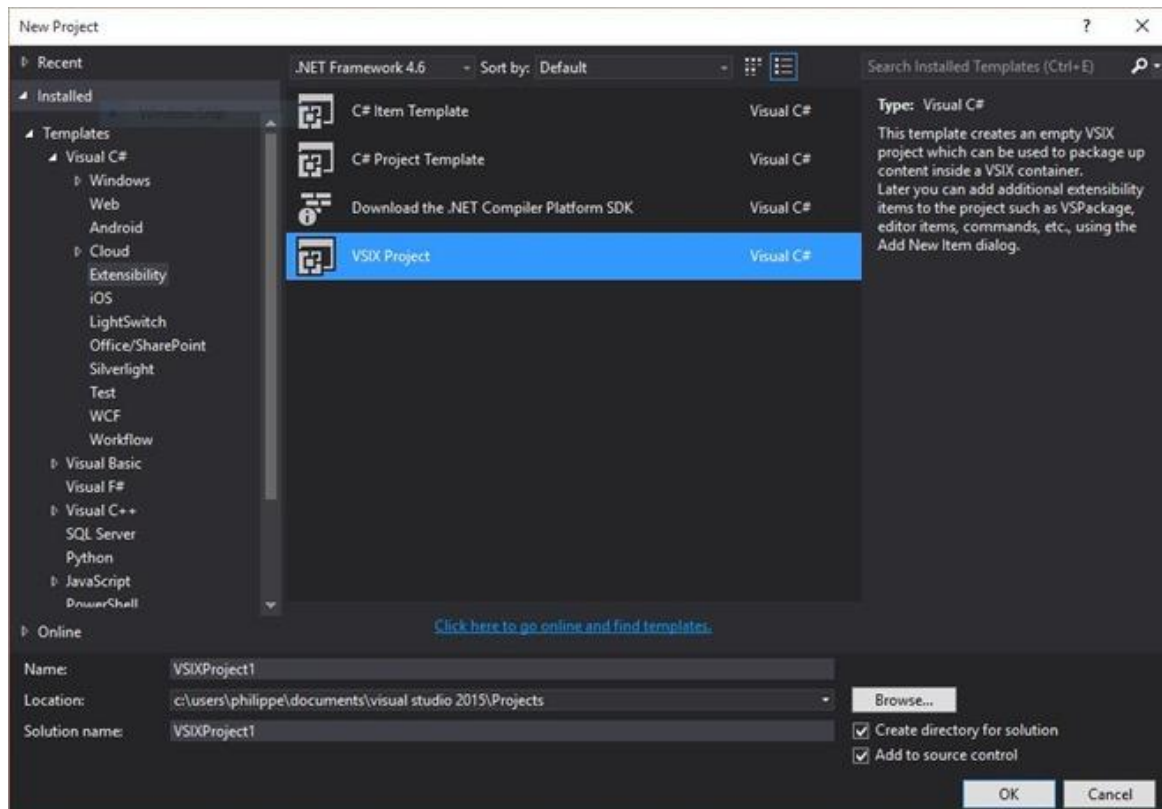 New Project
?
Recent
Installed
Templates
Visual C#
Windows
Web
Android
Cloud
Extensibility
iOS
LightSwitch
Office/SharePoint
Silverlight
Test
WCF
Workflow
Visual Basic
Visual F#
Visual C++
SQL Server
Python
JavaScript
PowerShell
Online
.NET Framework 4.6 Sort by: Default
C# Item Template Visual C#
C# Project Template Visual C#
Download the .NET Compiler Platform SDK Visual C#
VSIX Project Visual C#
Click here to go online and find templates.
Search Installed Templates (Ctrl+E)
Type: Visual C#
This template creates an empty VSIX
project which can be used to package up
content inside a VSIX container.
Later you can add additional extensibility
items to the project such as VSPackage,
editor items, commands, etc., using the
Add New Item dialog.
Name: VSIXProject1
Location: c:\users\philippe\documents\visual studio 2015\Projects
Browse...
Solution name: VSIXProject1
Create directory for solution
Add to source control
OK Cancel